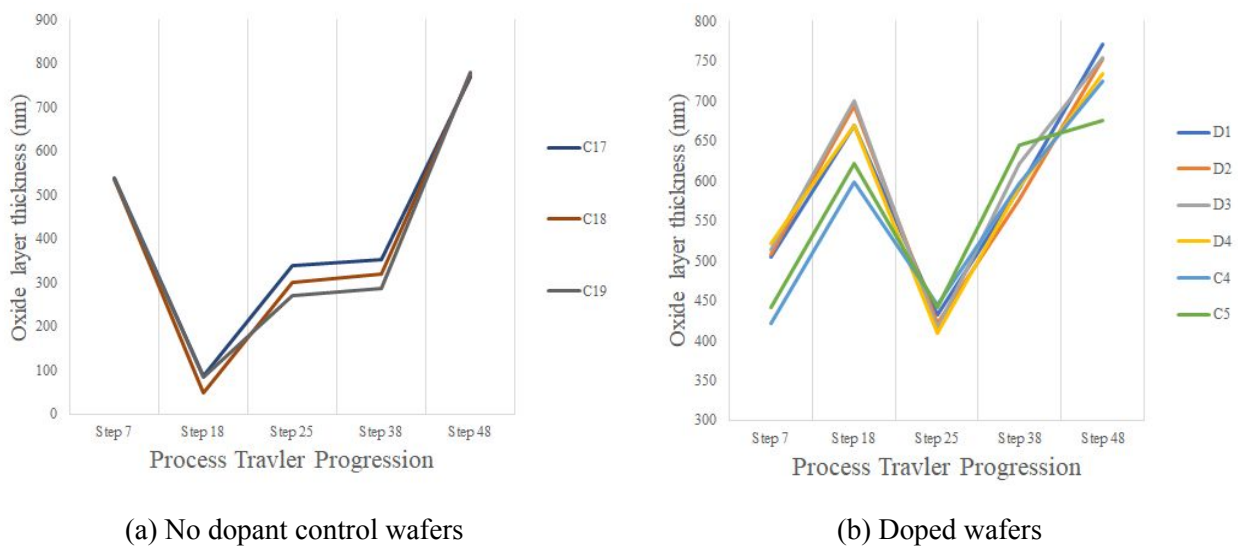 900
800
700
600
500
400
300
200
100
0
Oxide layer thickness (nm)
Step 7 Step 18 Step 25 Step 38 Step 48
Process Travler Progression
C17
C18
C19
(a) No dopant control wafers
800
750
700
650
600
550
500
450
400
350
300
Oxide layer thickness (nm)
Step 7 Step 18 Step 25 Step 38 Step 48
Process Travler Progression
D1
D2
D3
D4
C4
C5
(b) Doped wafers